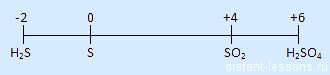 -2 0 +4 +6
H₂S S SO₂ H₂SO₄
distant-lessons.ru